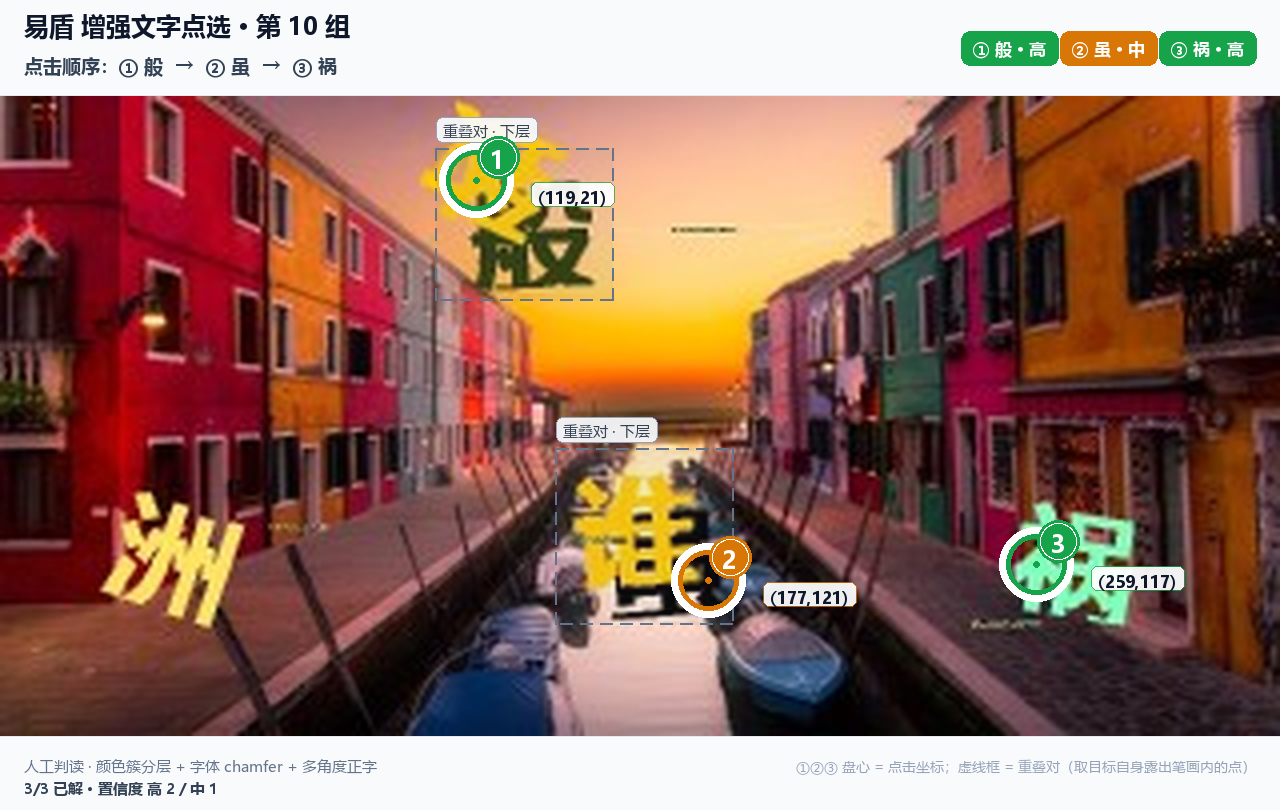 易盾 增强文字点选 • 第 10 组
点击顺序: ① 般 → ② 虽 → ③ 祸
① 般 • 高 ② 虽 • 中 ③ 祸 • 高
重叠对 · 下层
1
(119,21)
般
重叠对 · 下层
洲
准
2
(177,121)
3
(259,117)
祸
人工判读 · 颜色簇分层 + 字体 chamfer + 多角度正字
3/3 已解 • 置信度 高 2 / 中 1
①②③ 盘心 = 点击坐标; 虚线框 = 重叠对 (取目标自身露出笔画内的点)